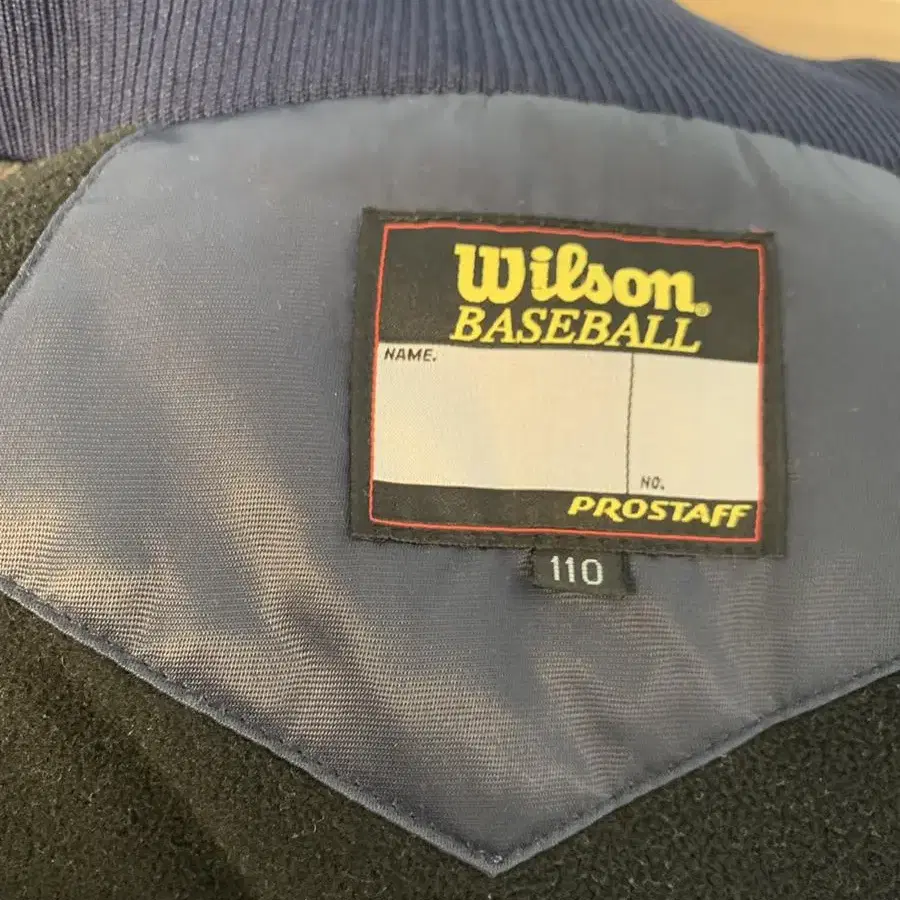 Wilson®
BASEBALL
NAME.
NO.
PROSTAFF
110